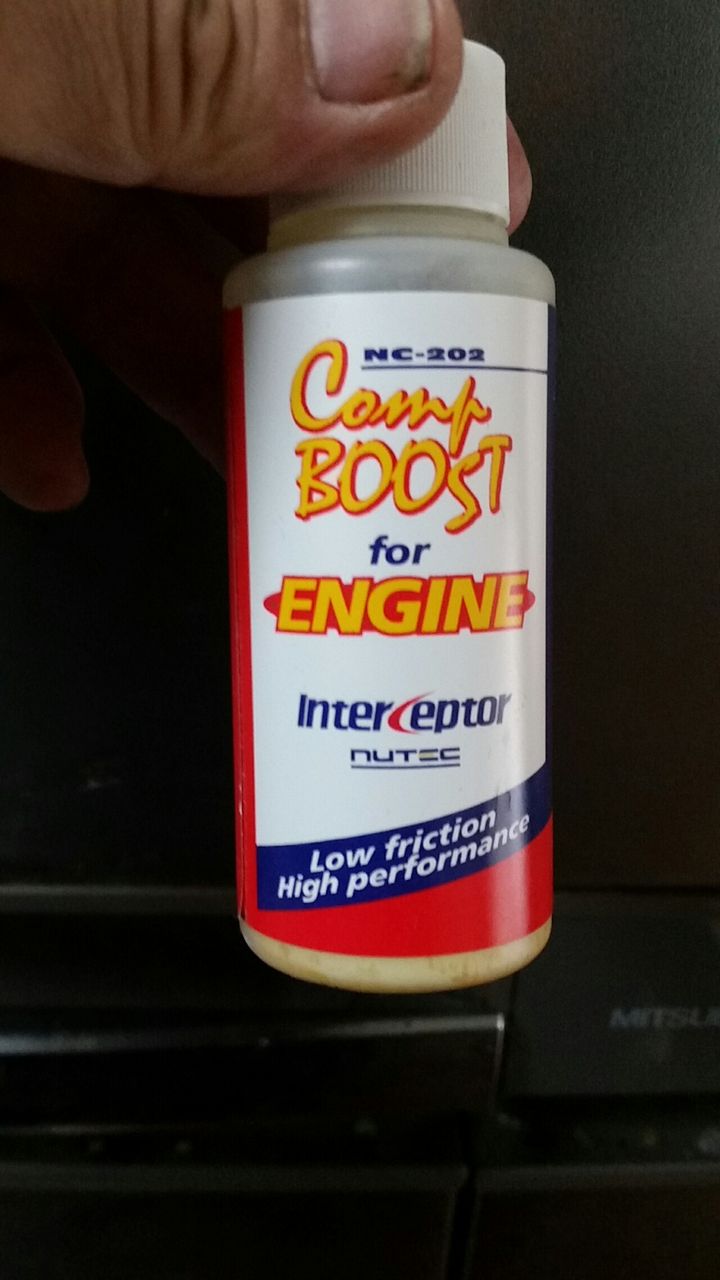 NC-202
Comp
BOOST
for
ENGINE
Interceptor
NUTEC
Low friction
High performance